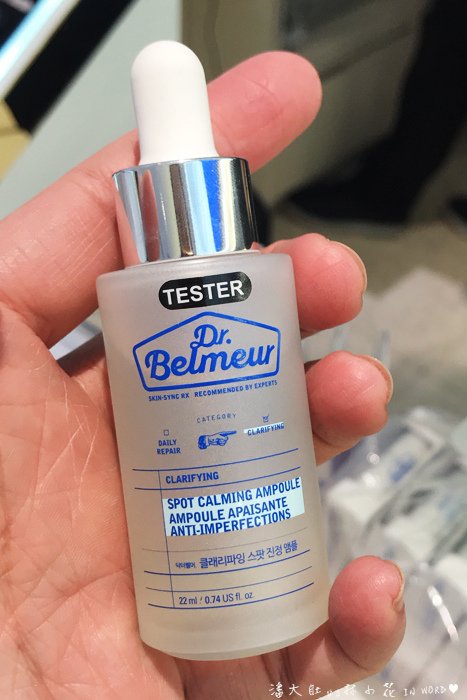 TESTER
Dr.
Belmeur
SKIN-SYNC RX RECOMMENDED BY EXPERTS
CATEGORY
DAILY
REPAIR
CLARIFYING
CLARIFYING
SPOT CALMING AMPOULE
AMPOULE APAISANTE
ANTI-IMPERFECTIONS
닥터벨머 클래리파잉 스팟 진정 앰플
22 ml / 0.74 US fl. oz.
IN WORD